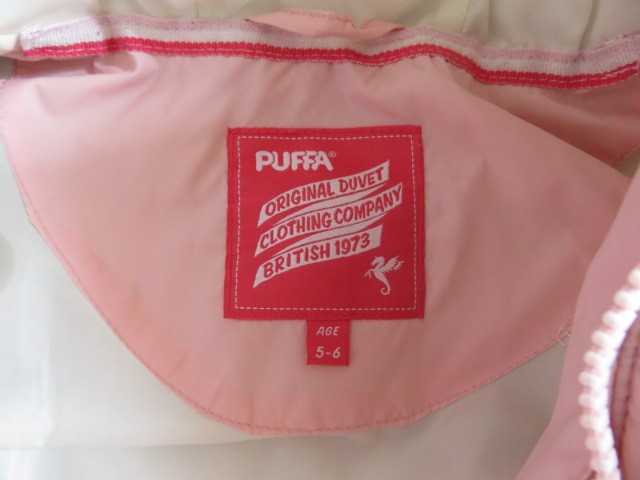 PUFFA®
ORIGINAL DUVET
CLOTHING COMPANY
BRITISH 1973
AGE
5-6